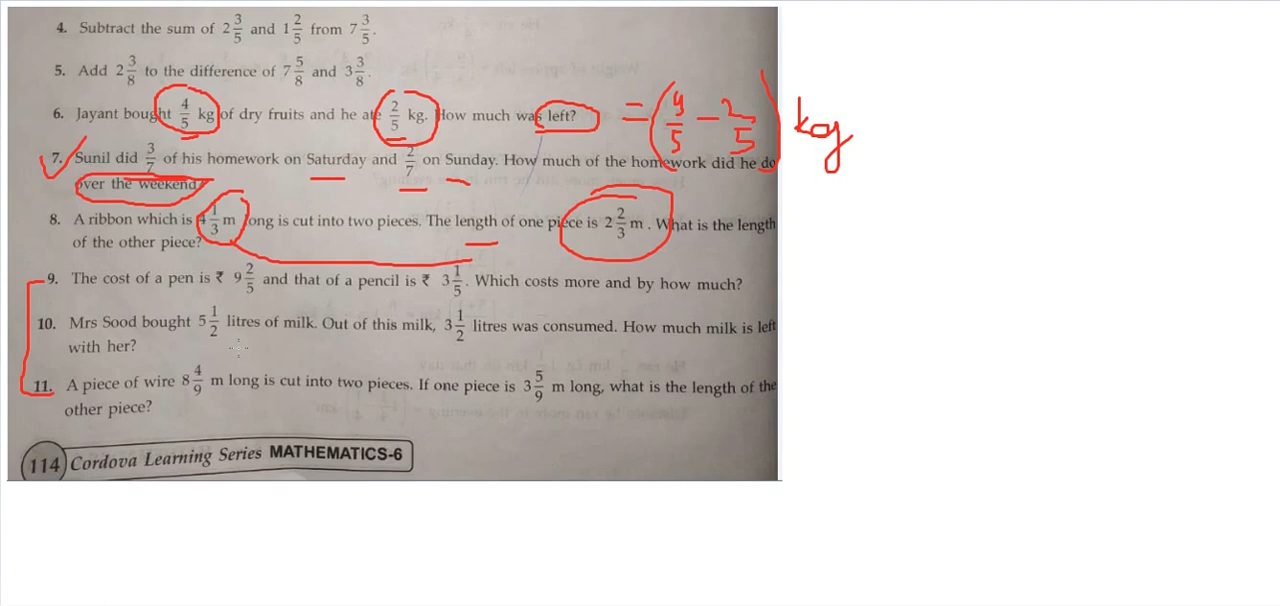 4. Subtract the sum of 2 3/5 and 1 2/5 from 7 3/5.
5. Add 2 3/8 to the difference of 7 5/8 and 3 3/8.
6. Jayant bought 4/5 kg of dry fruits and he ate 2/5 kg. How much was left? = (4/5 - 2/5) kg
7. Sunil did 3/7 of his homework on Saturday and 2/7 on Sunday. How much of the homework did he do
over the weekend?
8. A ribbon which is 4 1/3 m long is cut into two pieces. The length of one piece is 2 2/3 m. What is the length
of the other piece?
9. The cost of a pen is ₹ 9 2/5 and that of a pencil is ₹ 3 1/5. Which costs more and by how much?
10. Mrs Sood bought 5 1/2 litres of milk. Out of this milk, 3 1/2 litres was consumed. How much milk is left
with her?
11. A piece of wire 8 4/9 m long is cut into two pieces. If one piece is 3 5/9 m long, what is the length of the
other piece?
114 Cordova Learning Series MATHEMATICS-6